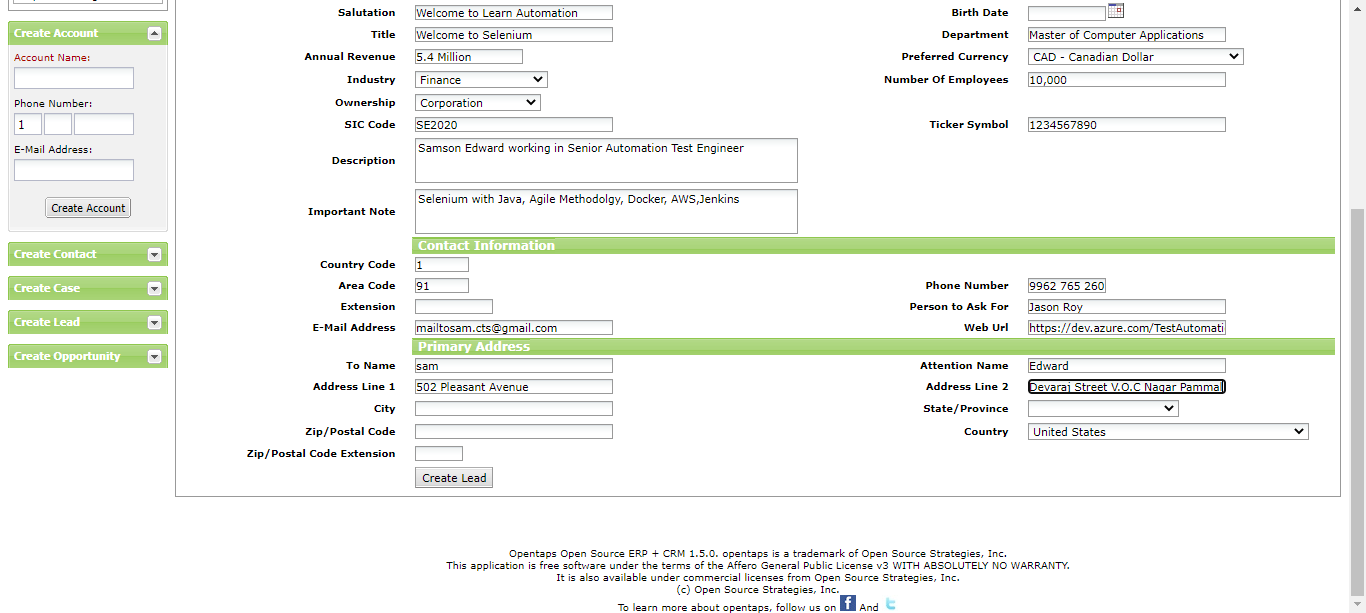 Create Account
Account Name:
Phone Number:
1
E-Mail Address:
Create Account
Create Contact
Create Case
Create Lead
Create Opportunity
Salutation Welcome to Learn Automation Birth Date
Title Welcome to Selenium Department Master of Computer Applications
Annual Revenue 5.4 Million Preferred Currency CAD - Canadian Dollar
Industry Finance Number Of Employees 10,000
Ownership Corporation
SIC Code SE2020 Ticker Symbol 1234567890
Description Samson Edward working in Senior Automation Test Engineer
Important Note Selenium with Java, Agile Methodolgy, Docker, AWS,Jenkins
Contact Information
Country Code 1
Area Code 91 Phone Number 9962 765 260
Extension Person to Ask For Jason Roy
E-Mail Address mailtosam.cts@gmail.com Web Url https://dev.azure.com/TestAutomati
Primary Address
To Name sam Attention Name Edward
Address Line 1 502 Pleasant Avenue Address Line 2 Devaraj Street V.O.C Nagar Pammal
City State/Province
Zip/Postal Code Country United States
Zip/Postal Code Extension
Create Lead
Opentaps Open Source ERP + CRM 1.5.0. opentaps is a trademark of Open Source Strategies, Inc.
This application is free software under the terms of the Affero General Public License v3 WITH ABSOLUTELY NO WARRANTY.
It is also available under commercial licenses from Open Source Strategies, Inc.
(c) Open Source Strategies, Inc.
To learn more about opentaps, follow us on f And t